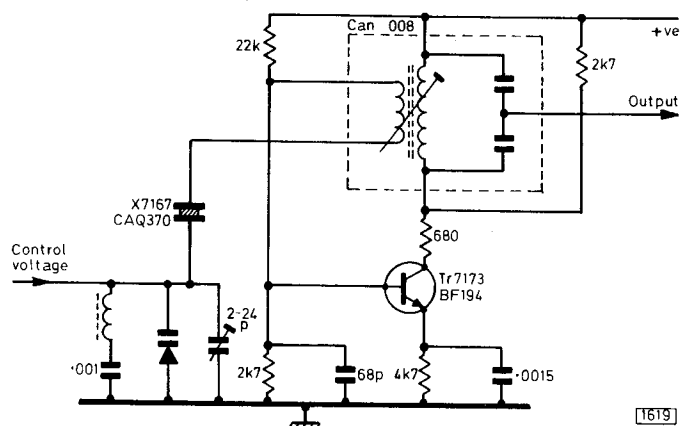 Can 008
22k
+ve
2k7
Output
X7167
CAQ370
680
Control
voltage
Tr7173
BF194
2-24
p
·001
2k7
68p
4k7
·0015
1619